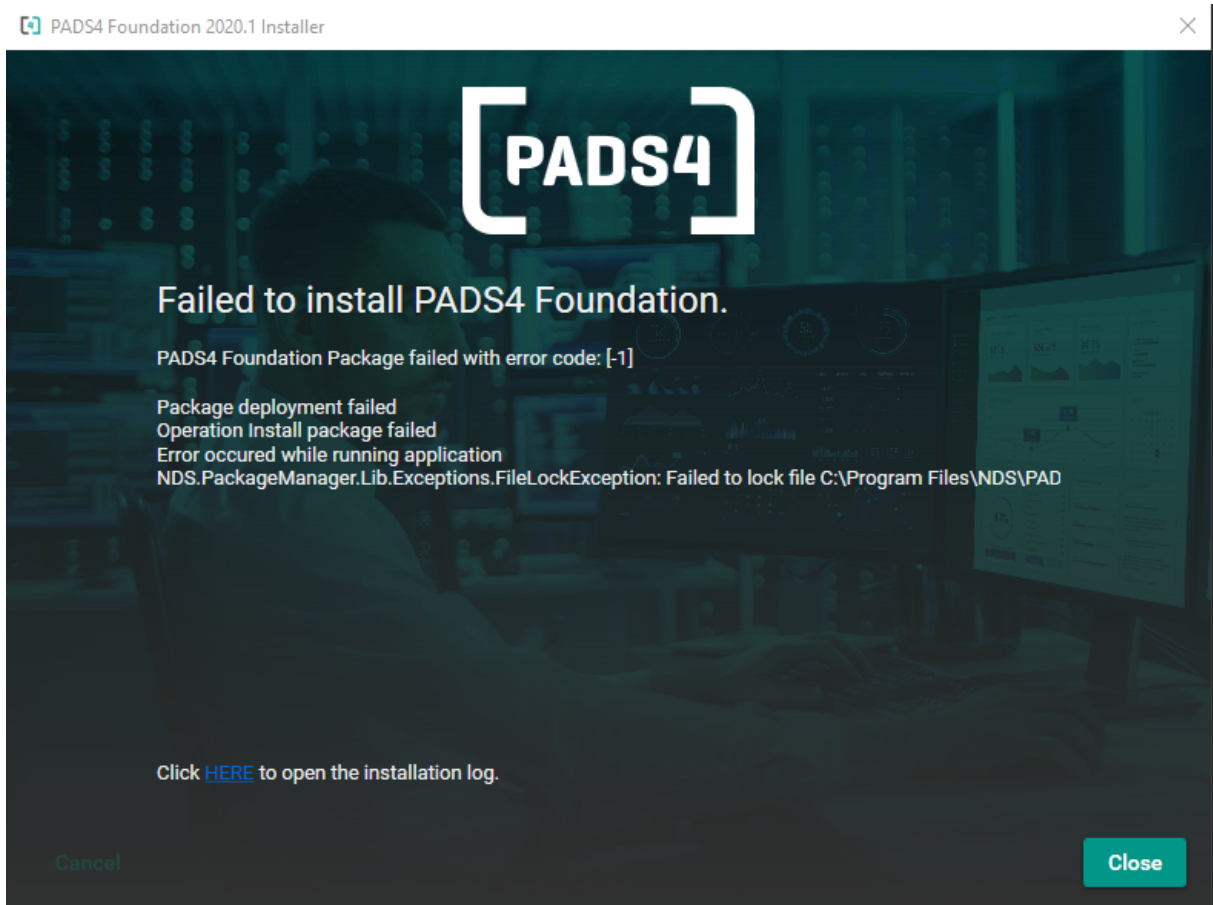 PADS4 Foundation 2020.1 Installer
PADS4
Failed to install PADS4 Foundation.
PADS4 Foundation Package failed with error code: [-1]
Package deployment failed
Operation Install package failed
Error occured while running application
NDS.PackageManager.Lib.Exceptions.FileLockException: Failed to lock file C:\Program Files\NDS\PAD
Click HERE to open the installation log.
Cancel
Close